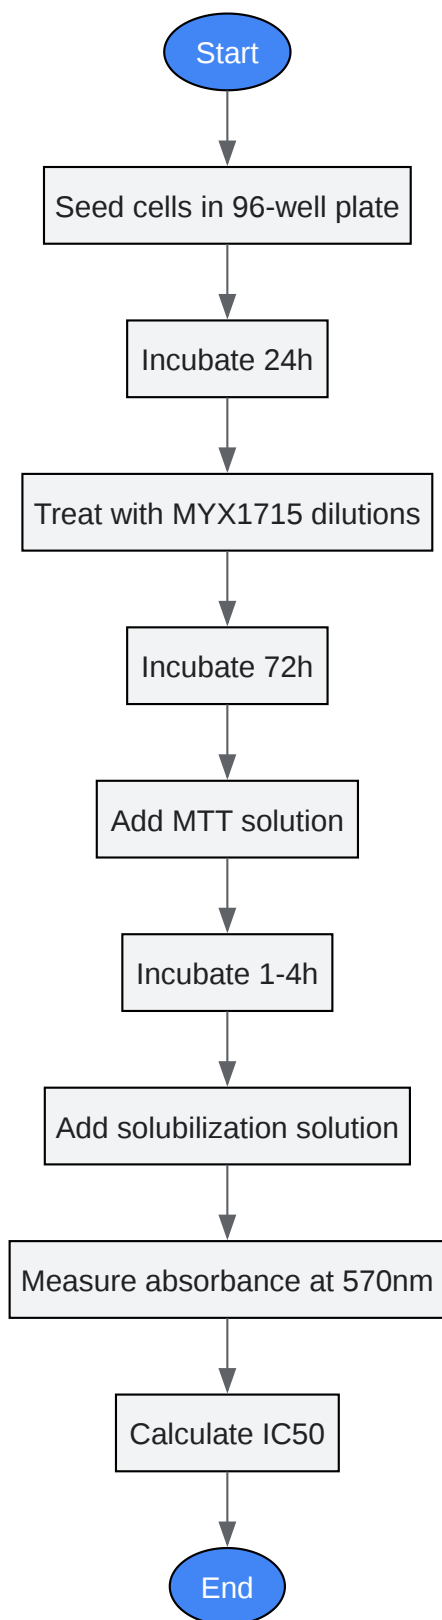 Start
Seed cells in 96-well plate
Incubate 24h
Treat with MYX1715 dilutions
Incubate 72h
Add MTT solution
Incubate 1-4h
Add solubilization solution
Measure absorbance at 570nm
Calculate IC50
End